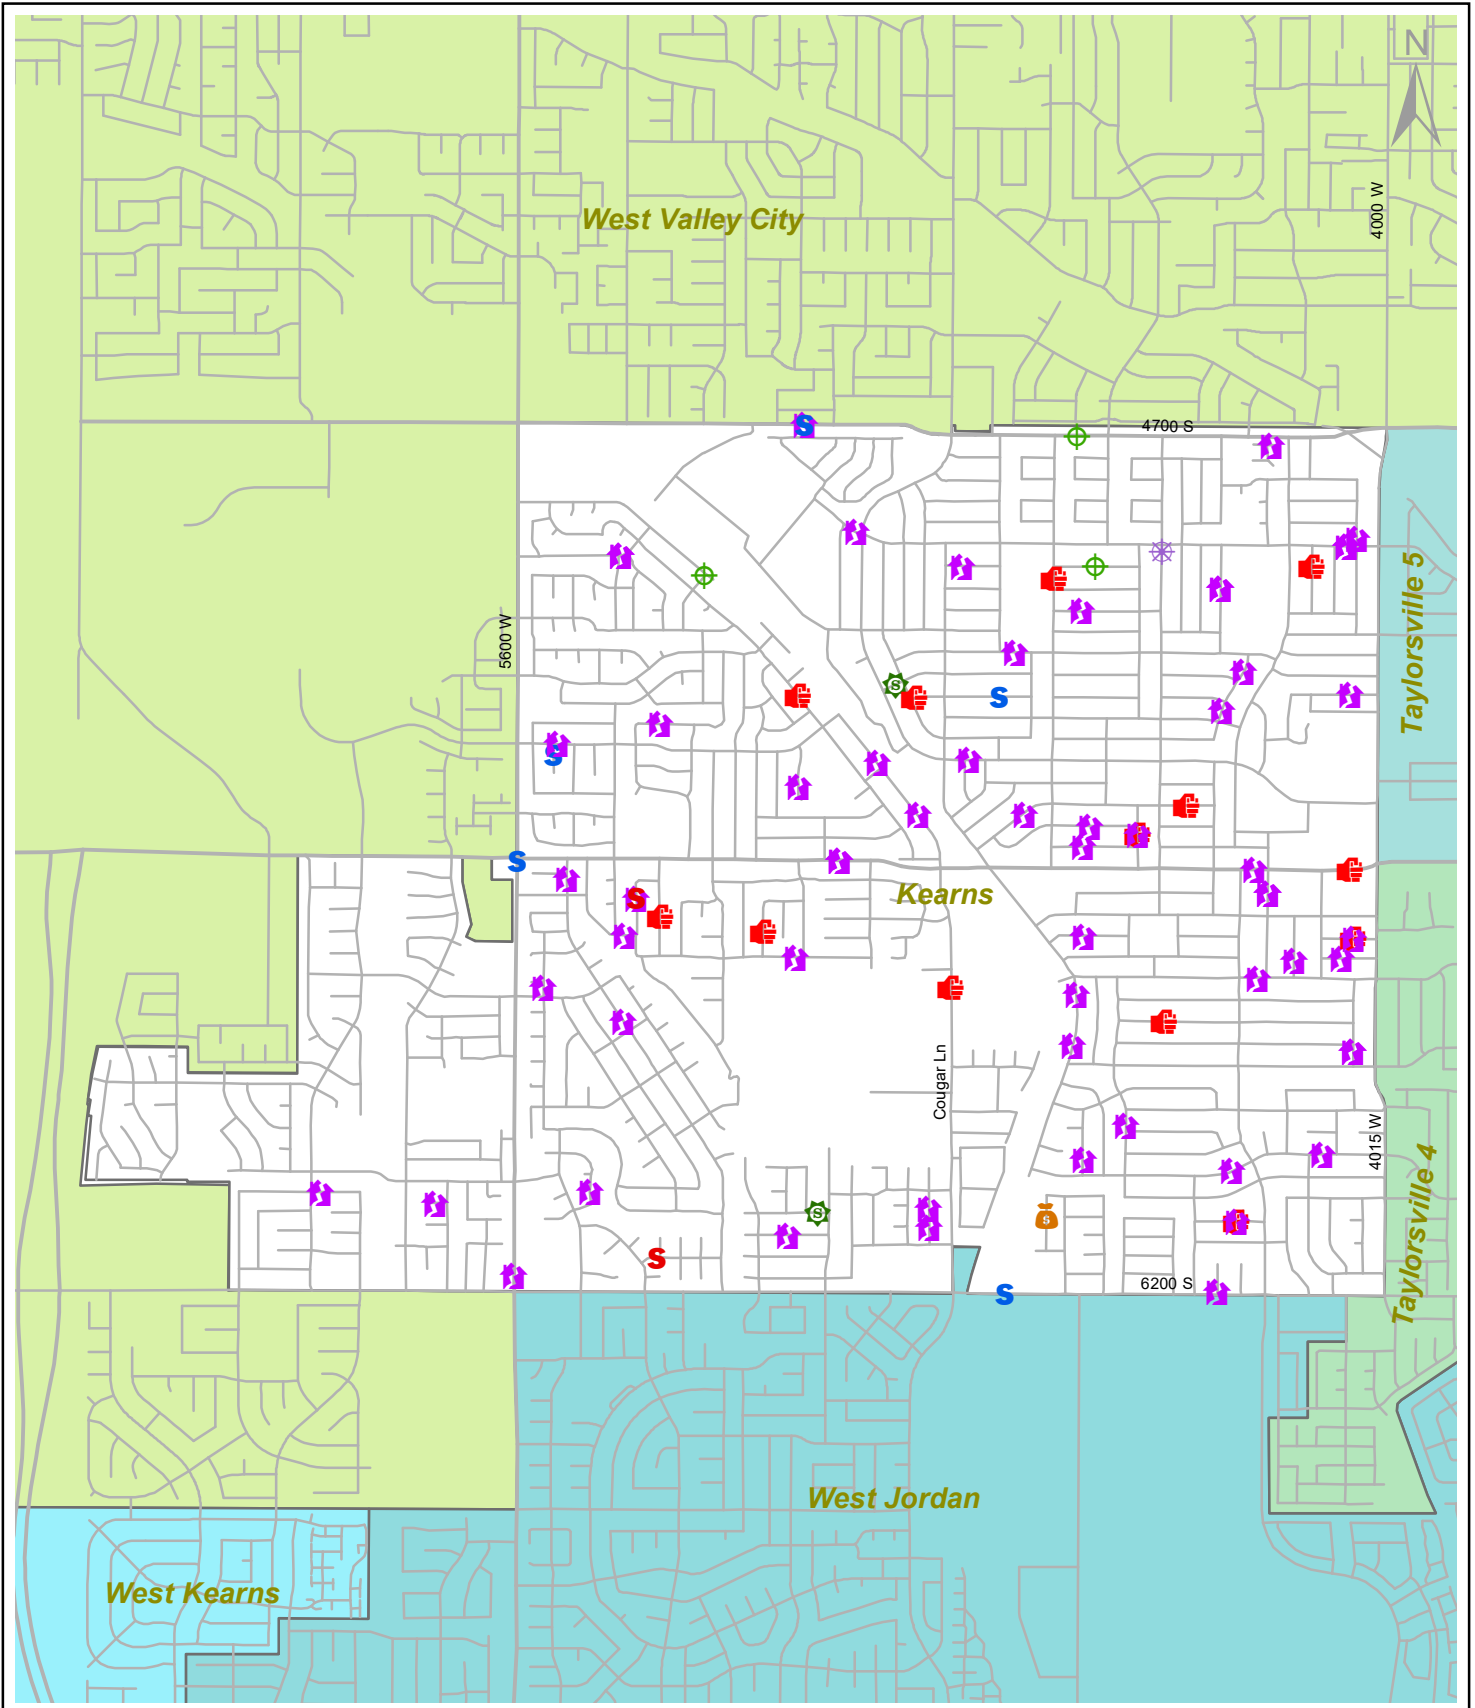 N
4000 W
West Valley City
4700 S
Taylorsville 5
5600 W
S
S
S
S
S
Kearns
S
Cougar Ln
4015 W
Taylorsville 4
S
S
S
6200 S
S
West Jordan
West Kearns